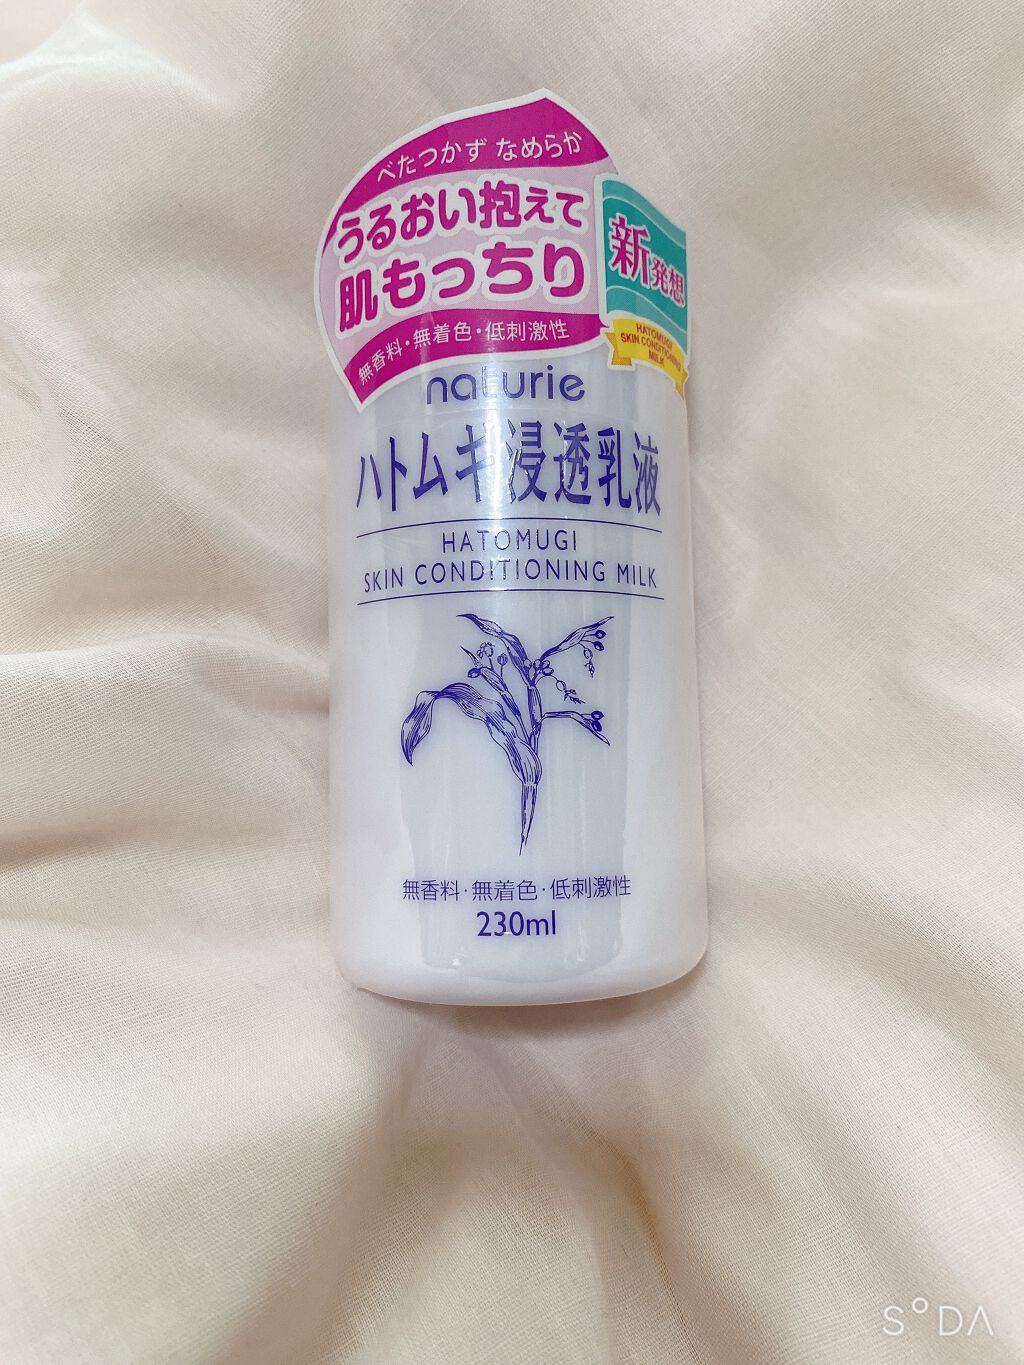 べたつかず なめらか
うるおい抱えて
肌もっちり
無香料・無着色・低刺激性
新発想
HATOMUGI
SKIN CONDITIONING
MILK
naturie
ハトムギ浸透乳液
HATOMUGI
SKIN CONDITIONING MILK
無香料・無着色・低刺激性
230ml
SODA